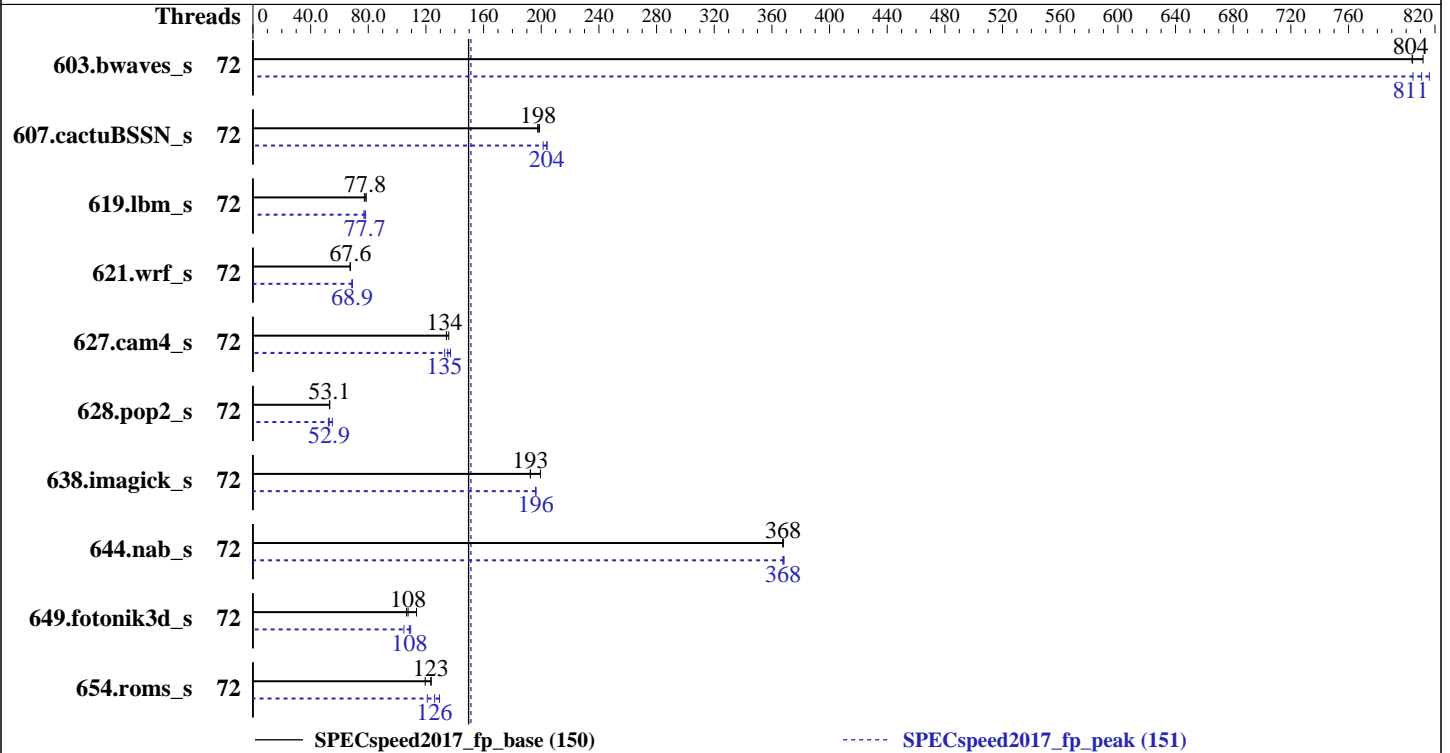 Threads 0 40.0 80.0 120 160 200 240 280 320 360 400 440 480 520 560 600 640 680 720 760 820
804
603.bwaves_s 72
811
198
607.cactuBSSN_s 72
204
77.8
619.lbm_s 72
77.7
67.6
621.wrf_s 72
68.9
134
627.cam4_s 72
135
53.1
628.pop2_s 72
52.9
193
638.imagick_s 72
196
368
644.nab_s 72
368
108
649.fotonik3d_s 72
108
123
654.roms_s 72
126
SPECspeed2017_fp_base (150) SPECspeed2017_fp_peak (151)